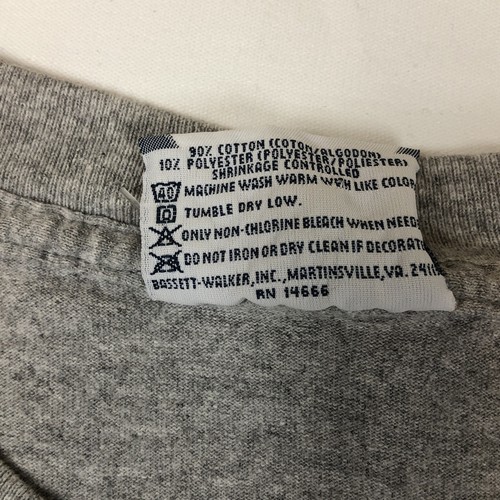 90% COTTON (COTON/ALGODON)
10% POLYESTER (POLYESTER/POLIESTER)
SHRINKAGE CONTROLLED
40 MACHINE WASH WARM WITH LIKE COLOR
TUMBLE DRY LOW.
ONLY NON-CHLORINE BLEACH WHEN NEED
DO NOT IRON OR DRY CLEAN IF DECORATI
BASSETT-WALKER, INC., MARTINSVILLE, VA. 2411
RN 14666